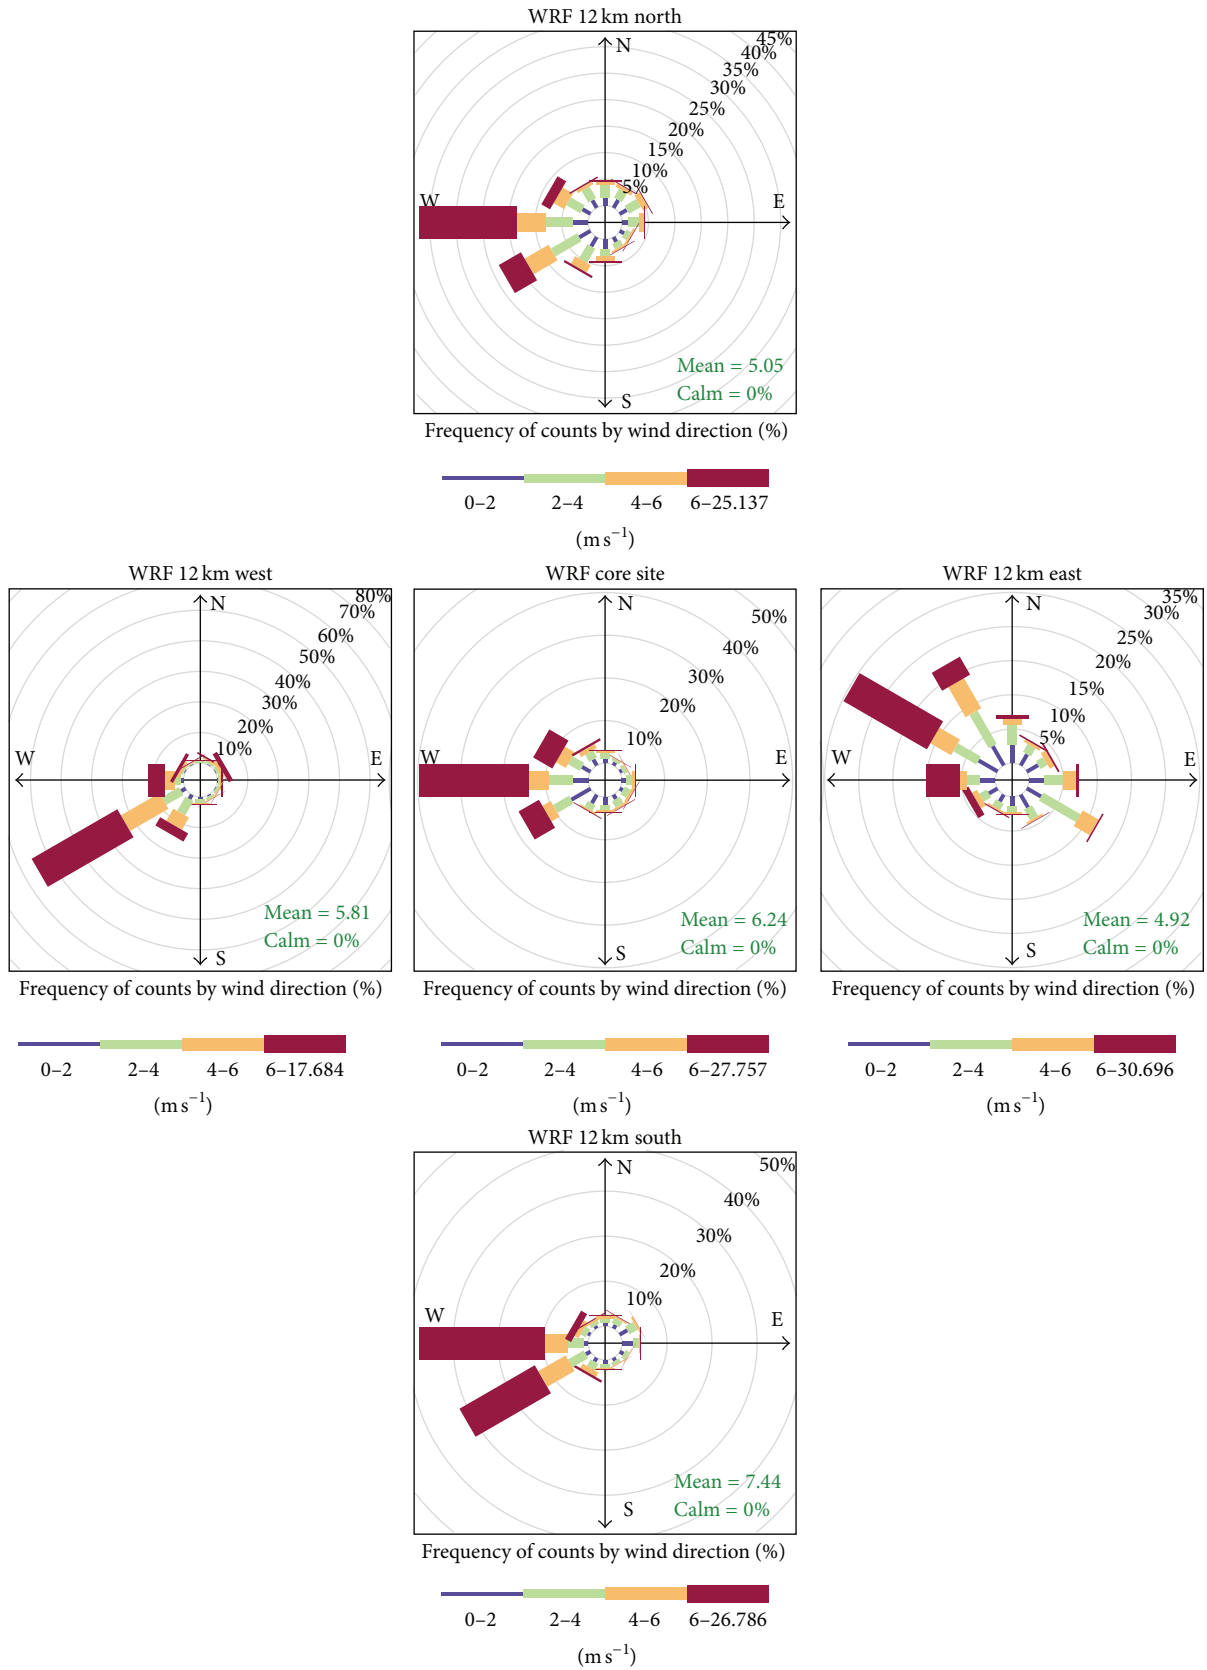 WRF 12 km north
N
45%
40%
35%
30%
25%
20%
15%
10%
5%
W
E
Mean = 5.05
Calm = 0%
S
Frequency of counts by wind direction (%)
0–2 2–4 4–6 6–25.137
(m s⁻¹)
WRF 12 km west
N
80%
70%
60%
50%
40%
30%
20%
10%
W
E
Mean = 5.81
Calm = 0%
S
Frequency of counts by wind direction (%)
0–2 2–4 4–6 6–17.684
(m s⁻¹)
WRF core site
N
50%
40%
30%
20%
10%
W
E
Mean = 6.24
Calm = 0%
S
Frequency of counts by wind direction (%)
0–2 2–4 4–6 6–27.757
(m s⁻¹)
WRF 12 km east
N
35%
30%
25%
20%
15%
10%
5%
W
E
Mean = 4.92
Calm = 0%
S
Frequency of counts by wind direction (%)
0–2 2–4 4–6 6–30.696
(m s⁻¹)
WRF 12 km south
N
50%
40%
30%
20%
10%
W
E
Mean = 7.44
Calm = 0%
S
Frequency of counts by wind direction (%)
0–2 2–4 4–6 6–26.786
(m s⁻¹)